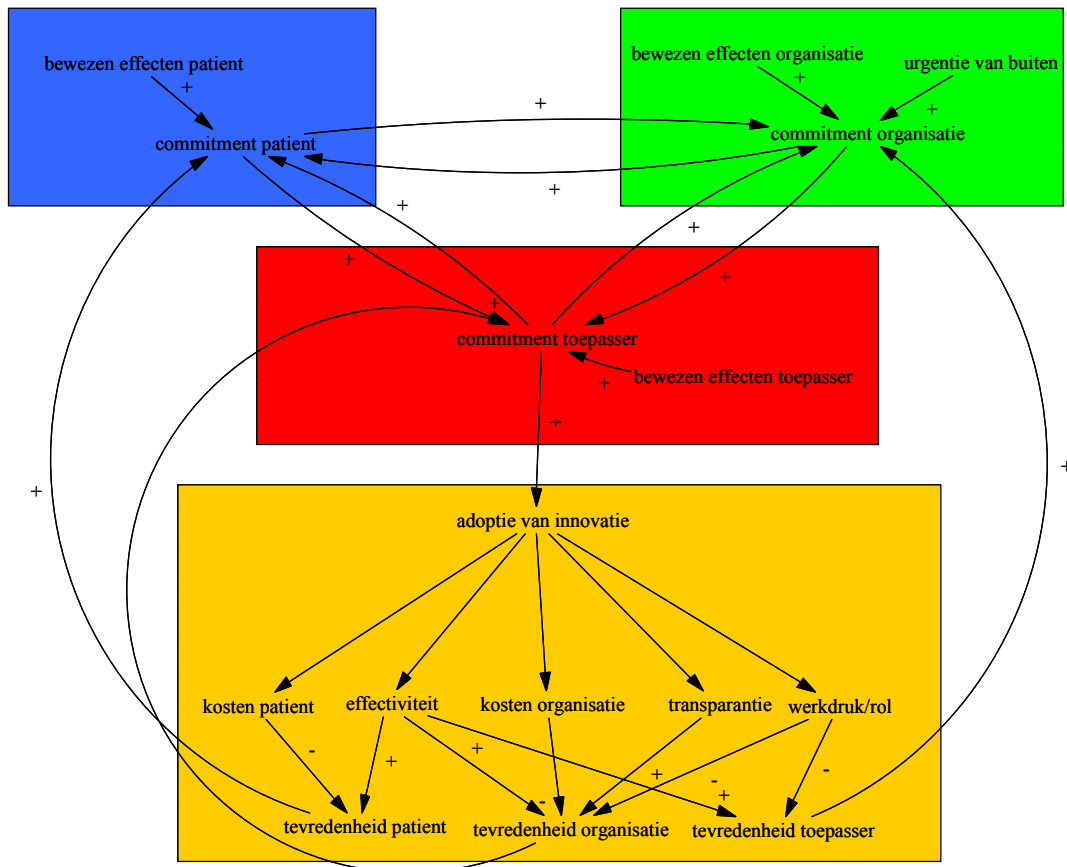 bewezen effecten patient
+
commitment patient
bewezen effecten organisatie
+
urgentie van buiten
+
commitment organisatie
+
+
+
+
+
+
+
commitment toepasser
+
bewezen effecten toepasser
+
+
+
adoptie van innovatie
kosten patient
effectiviteit
kosten organisatie
transparantie
werkdruk/rol
-
+
+
-
+
-
+
-
tevredenheid patient
tevredenheid organisatie
tevredenheid toepasser